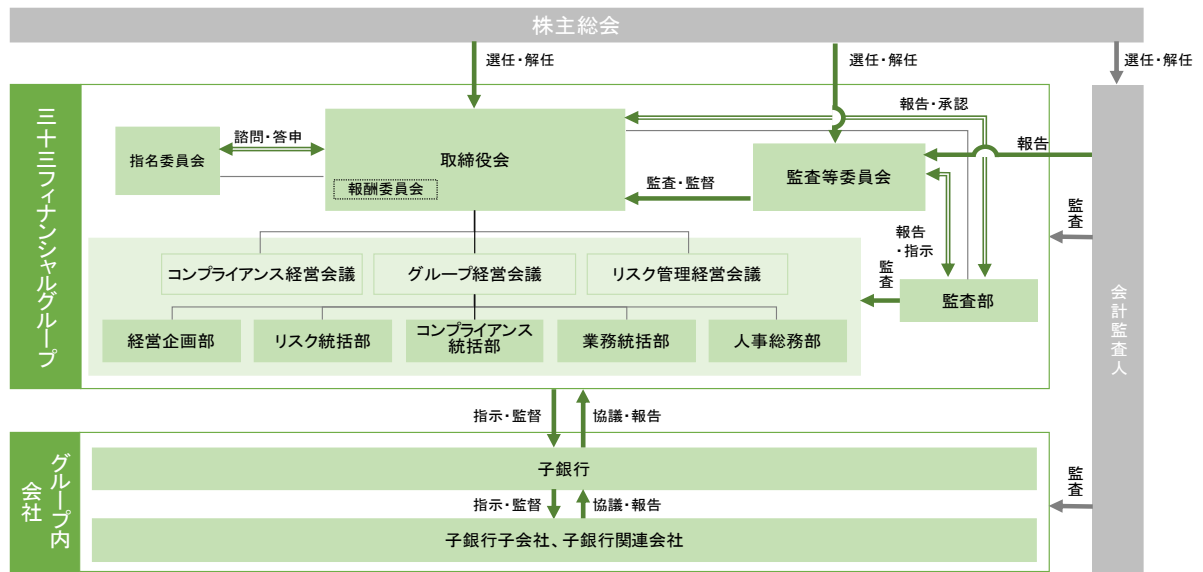 株主総会
選任・解任
選任・解任
選任・解任
三十三フィナンシャルグループ
指名委員会
諮問・答申
取締役会
報酬委員会
監査・監督
監査等委員会
報告・承認
報告
報告
・指示
監査
監査部
監査
会計監査人
コンプライアンス経営会議
グループ経営会議
リスク管理経営会議
経営企画部
リスク統括部
コンプライアンス
統括部
業務統括部
人事総務部
指示・監督
協議・報告
グループ内
会社
子銀行
監査
指示・監督
協議・報告
子銀行子会社、子銀行関連会社